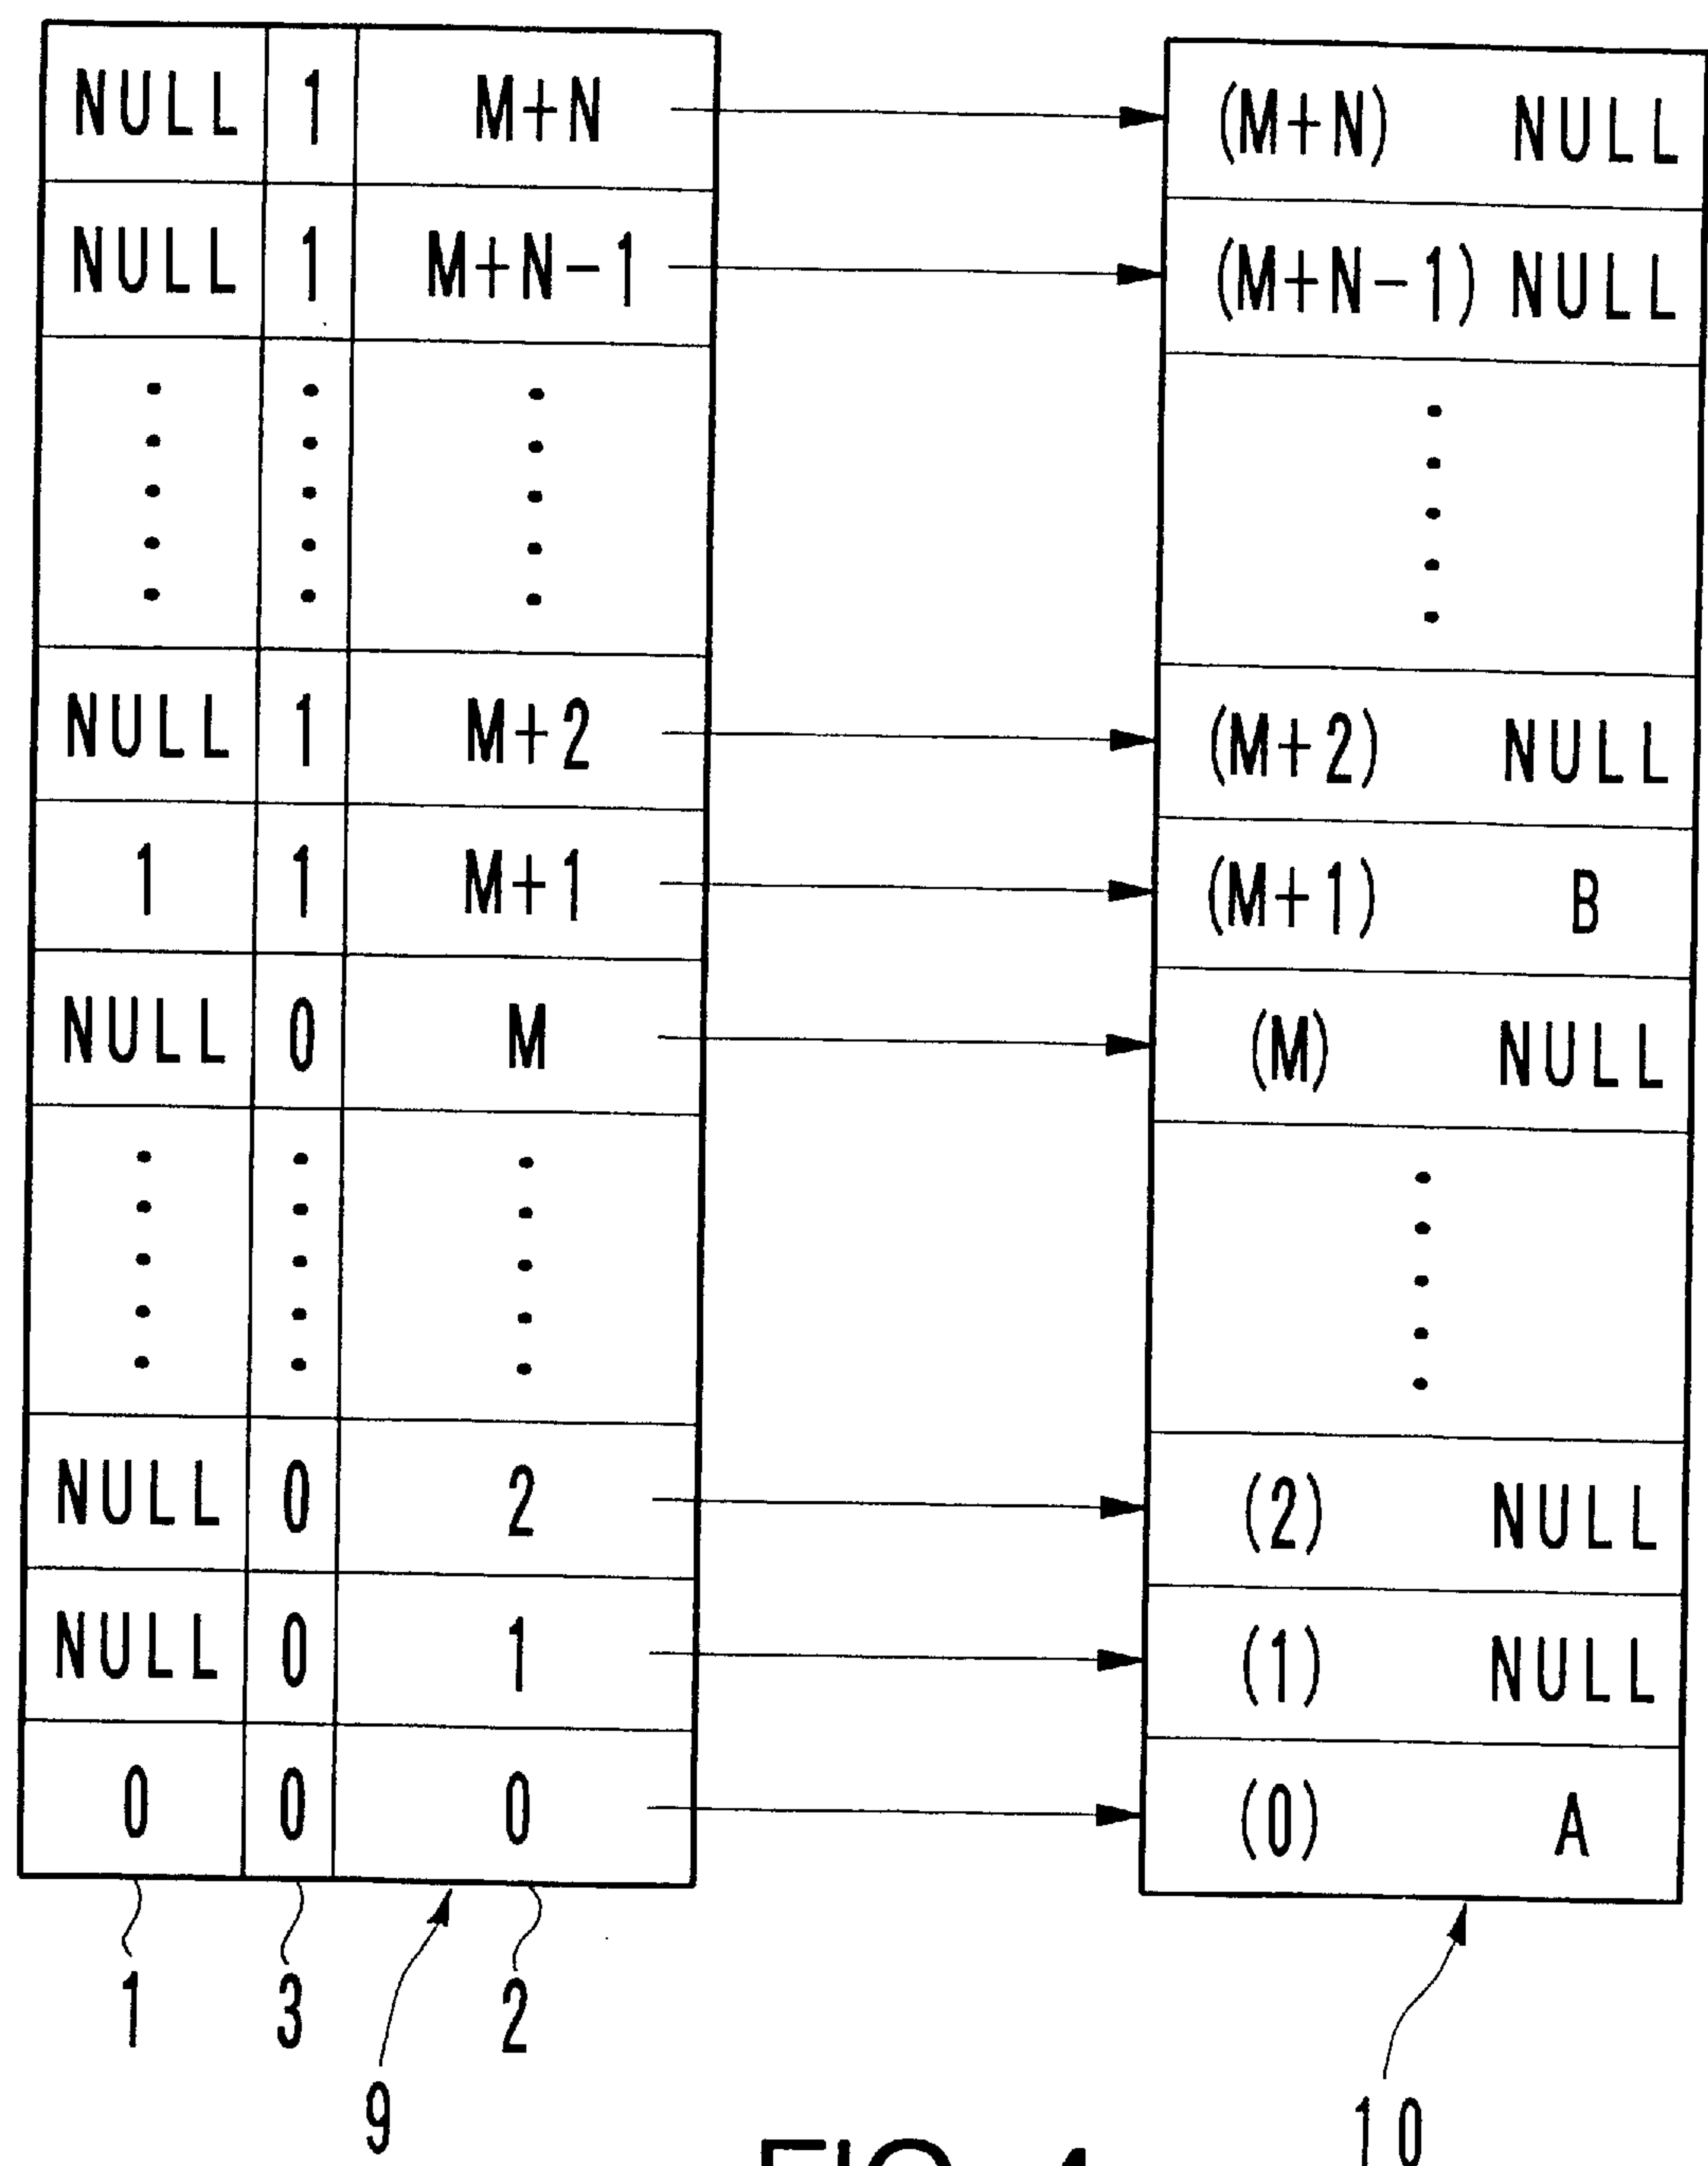 NULL 1 M+N (M+N) NULL
NULL 1 M+N-1 (M+N-1) NULL
NULL 1 M+2 (M+2) NULL
1 1 M+1 (M+1) B
NULL 0 M (M) NULL
NULL 0 2 (2) NULL
NULL 0 1 (1) NULL
0 0 0 (0) A
1 3 2
9 10